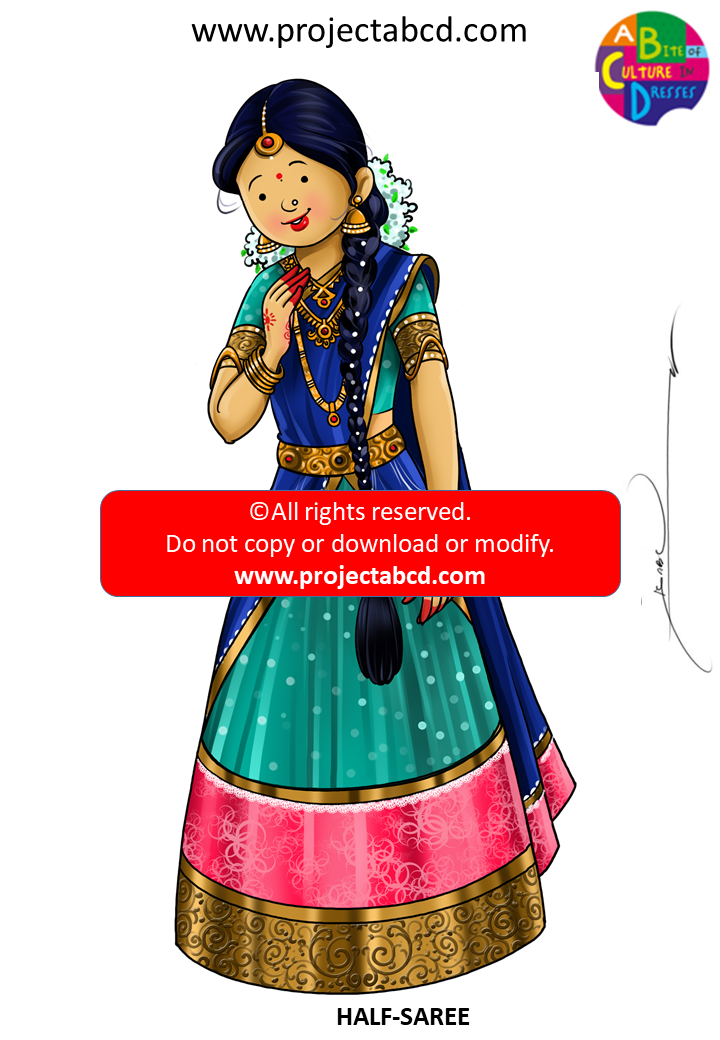 www.projectabcd.com
A BITE OF
CULTURE IN
DRESSES
©All rights reserved.
Do not copy or download or modify.
www.projectabcd.com
HALF-SAREE